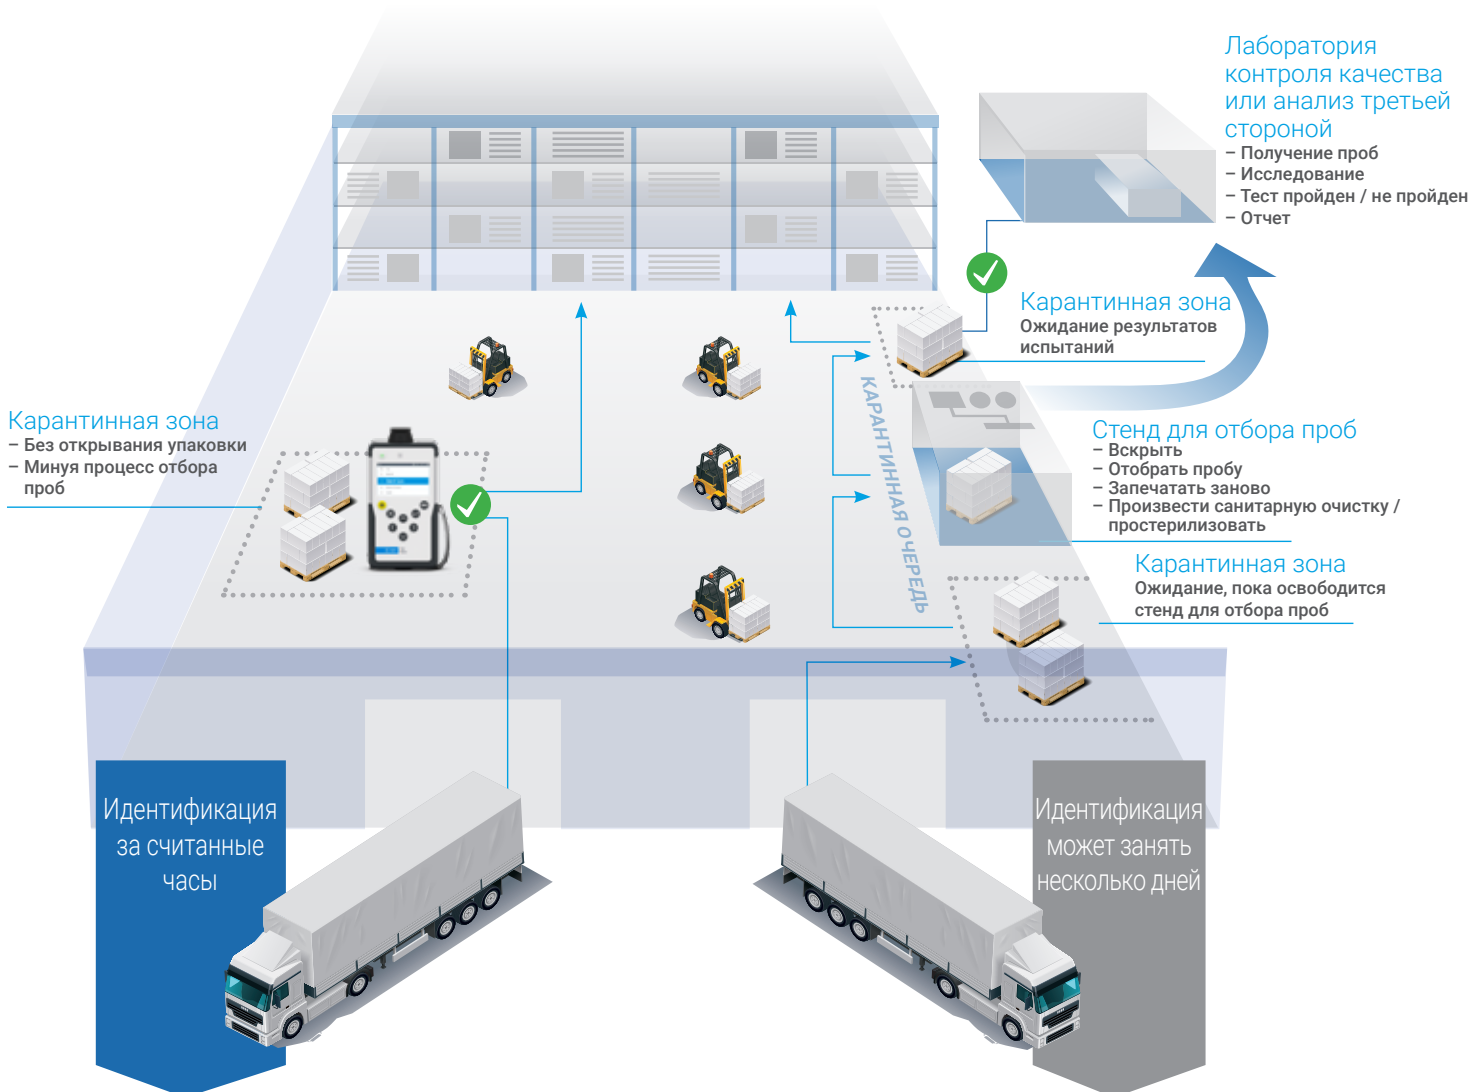 Лаборатория
контроля качества
или анализ третьей
стороной
– Получение проб
– Исследование
– Тест пройден / не пройден
– Отчет
Карантинная зона
Ожидание результатов
испытаний
Карантинная зона
– Без открывания упаковки
– Минуя процесс отбора
проб
КАРАНТИННАЯ ОЧЕРЕДЬ
Стенд для отбора проб
– Вскрыть
– Отобрать пробу
– Запечатать заново
– Произвести санитарную очистку /
простерилизовать
Карантинная зона
Ожидание, пока освободится
стенд для отбора проб
Идентификация
за считанные
часы
Идентификация
может занять
несколько дней